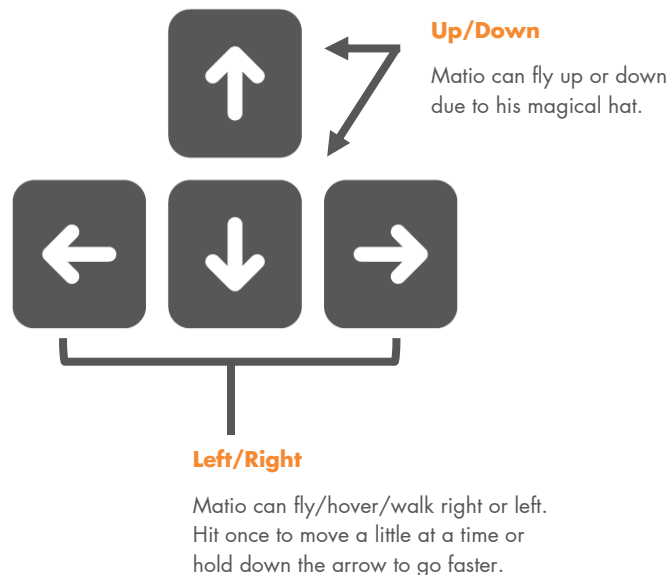 Up/Down
Matio can fly up or down
due to his magical hat.
Left/Right
Matio can fly/hover/walk right or left.
Hit once to move a little at a time or
hold down the arrow to go faster.